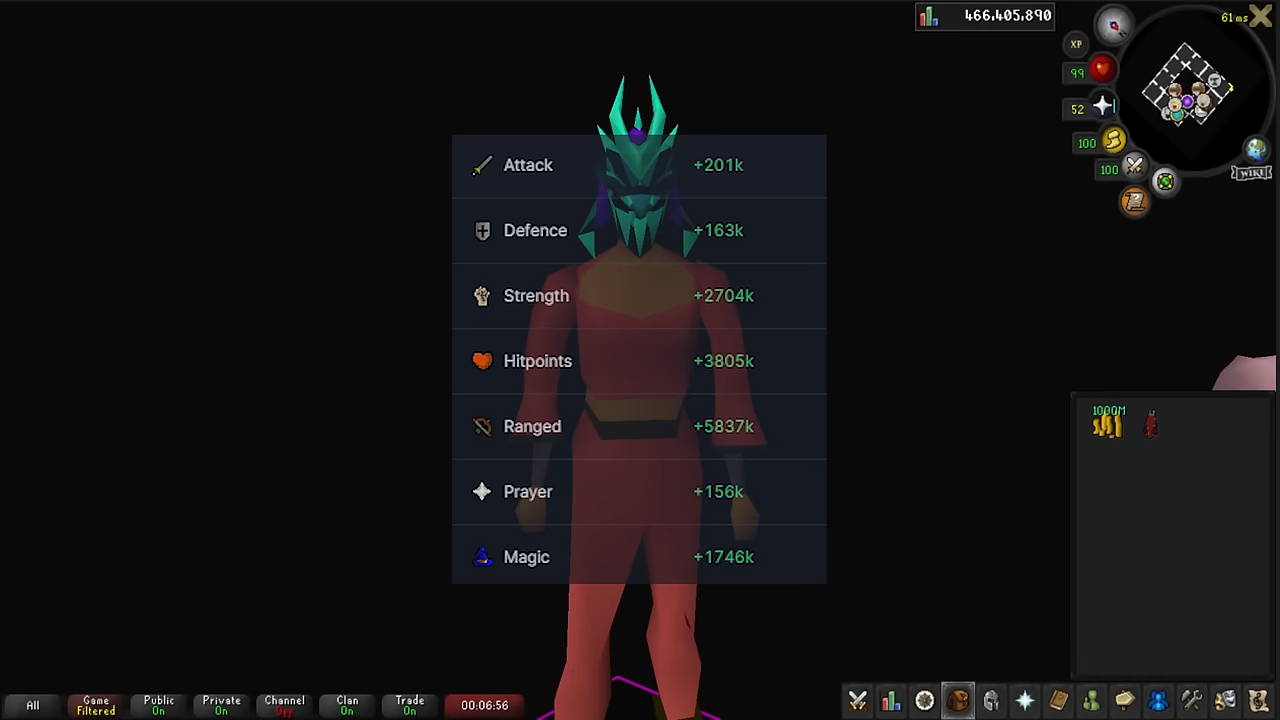 466,405,890
61 ms
XP
99
52
100
100
WIKI
Attack +201k
Defence +163k
Strength +2704k
Hitpoints +3805k
Ranged +5837k
Prayer +156k
Magic +1746k
1000M
All
Game
Filtered
Public
On
Private
On
Channel
Off
Clan
On
Trade
On
00:06:56